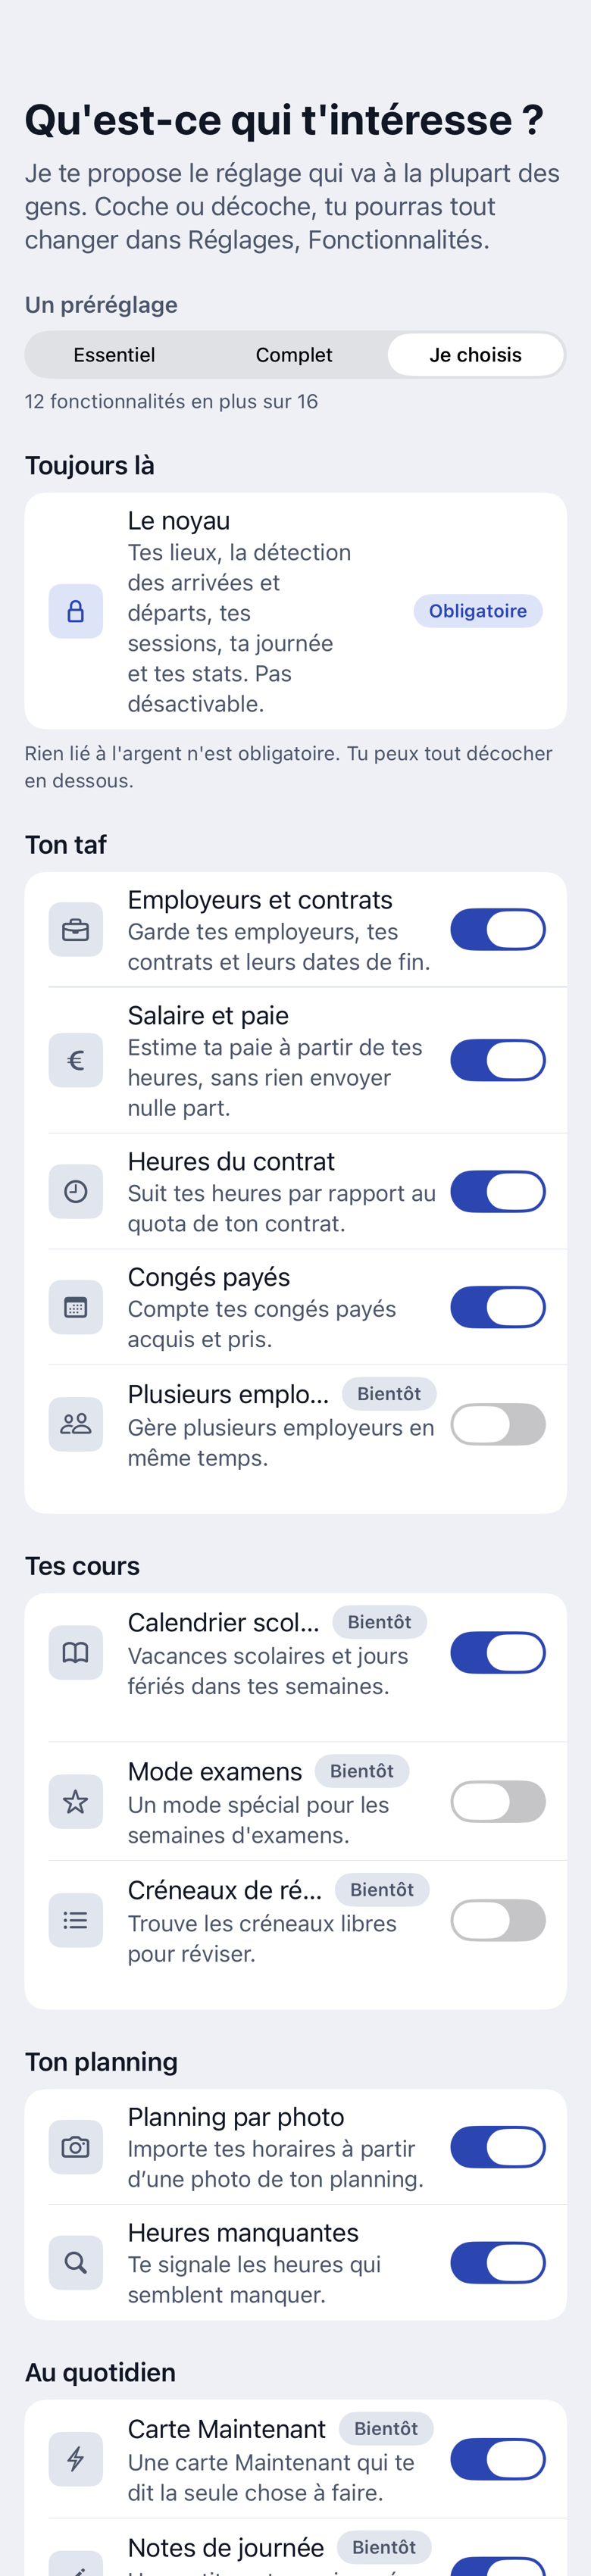 Qu'est-ce qui t'intéresse ?
Je te propose le réglage qui va à la plupart des
gens. Coche ou décoche, tu pourras tout
changer dans Réglages, Fonctionnalités.
Un préréglage
Essentiel
Complet
Je choisis
12 fonctionnalités en plus sur 16
Toujours là
Le noyau
Tes lieux, la détection
des arrivées et
départs, tes
sessions, ta journée
et tes stats. Pas
désactivable.
Obligatoire
Rien lié à l'argent n'est obligatoire. Tu peux tout décocher
en dessous.
Ton taf
Employeurs et contrats
Garde tes employeurs, tes
contrats et leurs dates de fin.
€
Salaire et paie
Estime ta paie à partir de tes
heures, sans rien envoyer
nulle part.
Heures du contrat
Suit tes heures par rapport au
quota de ton contrat.
Congés payés
Compte tes congés payés
acquis et pris.
Plusieurs emplo... Bientôt
Gère plusieurs employeurs en
même temps.
Tes cours
Calendrier scol... Bientôt
Vacances scolaires et jours
fériés dans tes semaines.
Mode examens Bientôt
Un mode spécial pour les
semaines d'examens.
Créneaux de ré... Bientôt
Trouve les créneaux libres
pour réviser.
Ton planning
Planning par photo
Importe tes horaires à partir
d’une photo de ton planning.
Heures manquantes
Te signale les heures qui
semblent manquer.
Au quotidien
Carte Maintenant Bientôt
Une carte Maintenant qui te
dit la seule chose à faire.
Notes de journée Bientôt